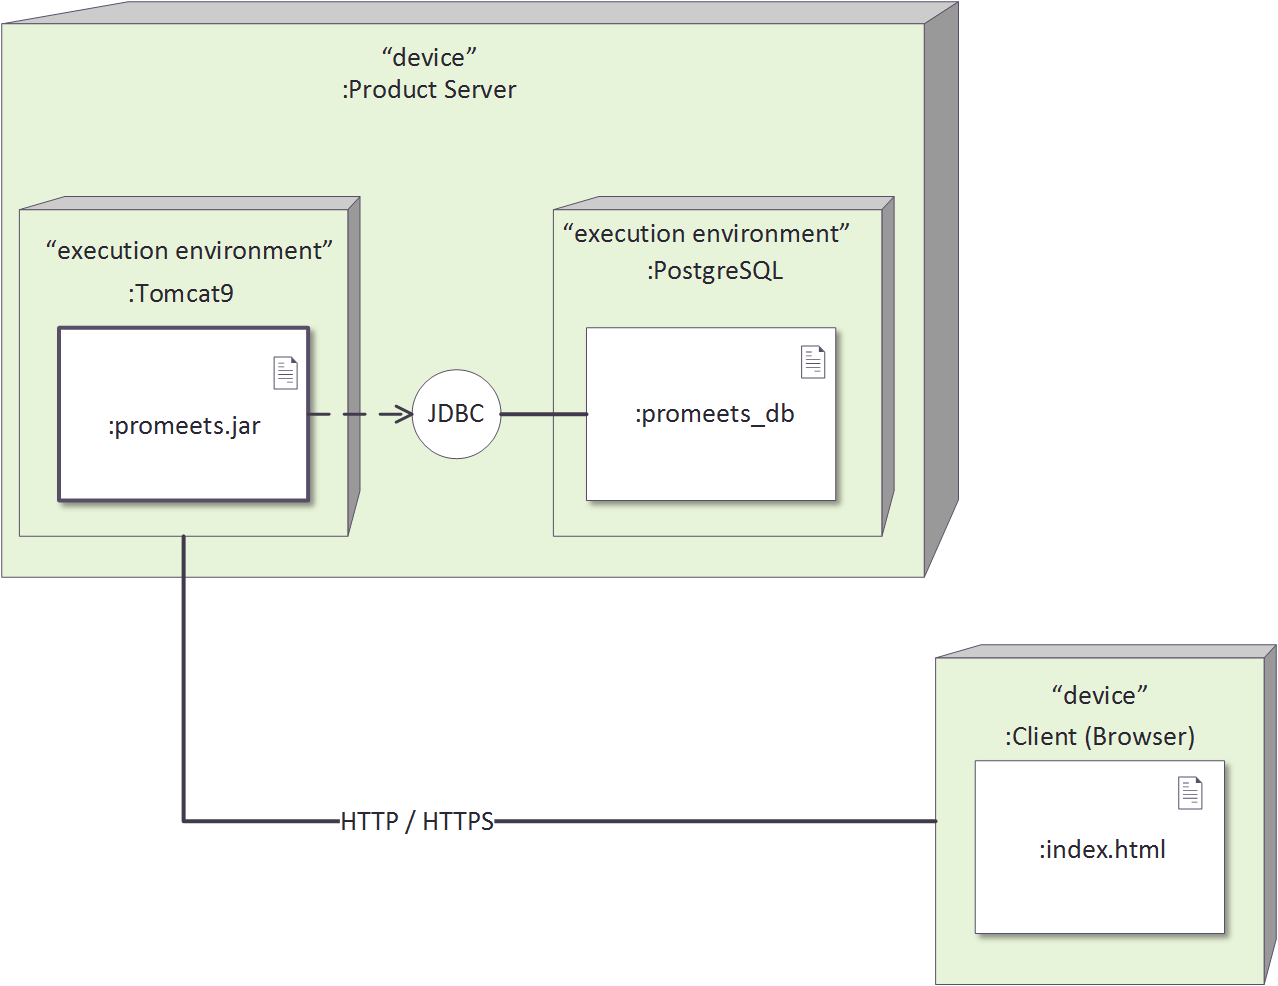 “device”
:Product Server
“execution environment”
:Tomcat9
:promeets.jar
JDBC
“execution environment”
:PostgreSQL
:promeets_db
HTTP / HTTPS
“device”
:Client (Browser)
:index.html